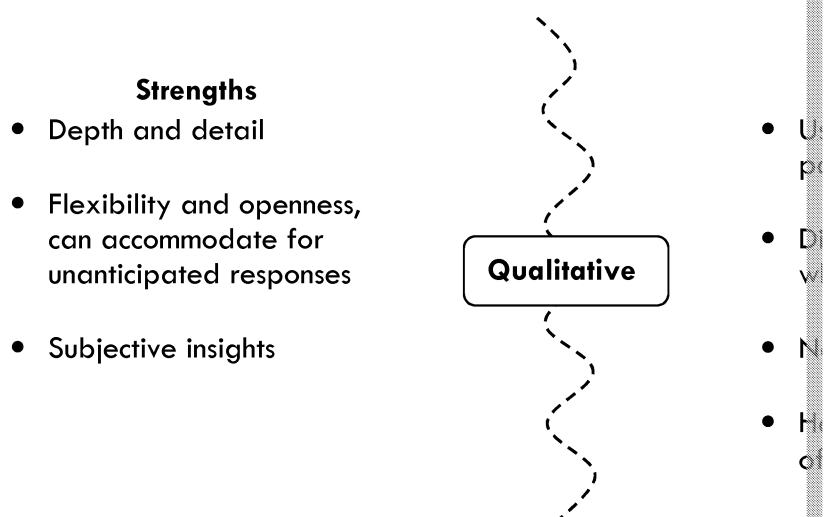 Strengths
• Depth and detail
• Flexibility and openness,
can accommodate for
unanticipated responses
• Subjective insights
Qualitative